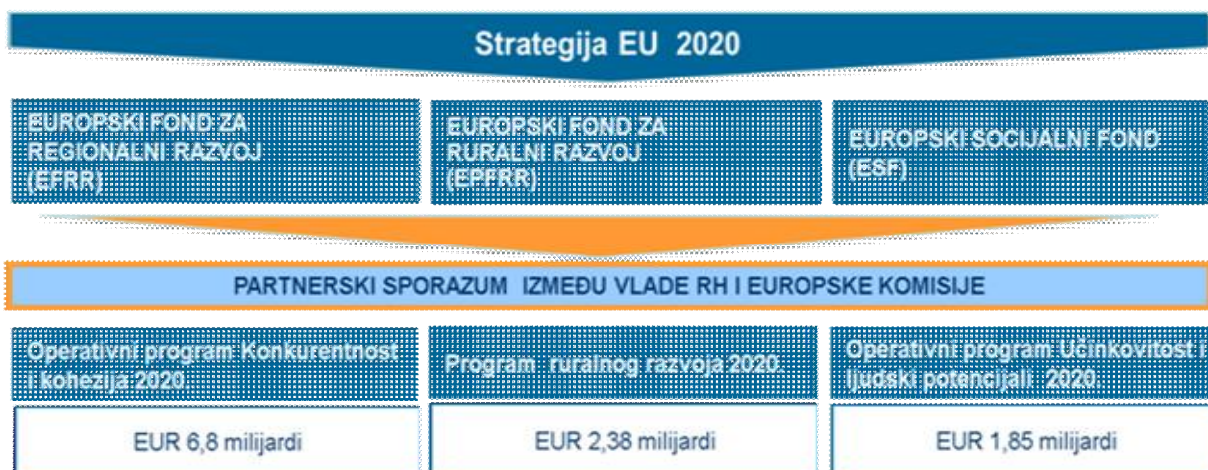 Strategija EU 2020
EUROPSKI FOND ZA
REGIONALNI RAZVOJ
(EFRR)
EUROPSKI FOND ZA
RURALNI RAZVOJ
(EPFRR)
EUROPSKI SOCIJALNI FOND
(ESF)
PARTNERSKI SPORAZUM IZMEĐU VLADE RH I EUROPSKE KOMISIJE
Operativni program Konkurentnost
i kohezija 2020.
Program ruralnog razvoja 2020.
Operativni program Učinkovitost i
ljudski potencijali 2020.
EUR 6,8 milijardi
EUR 2,38 milijardi
EUR 1,85 milijardi